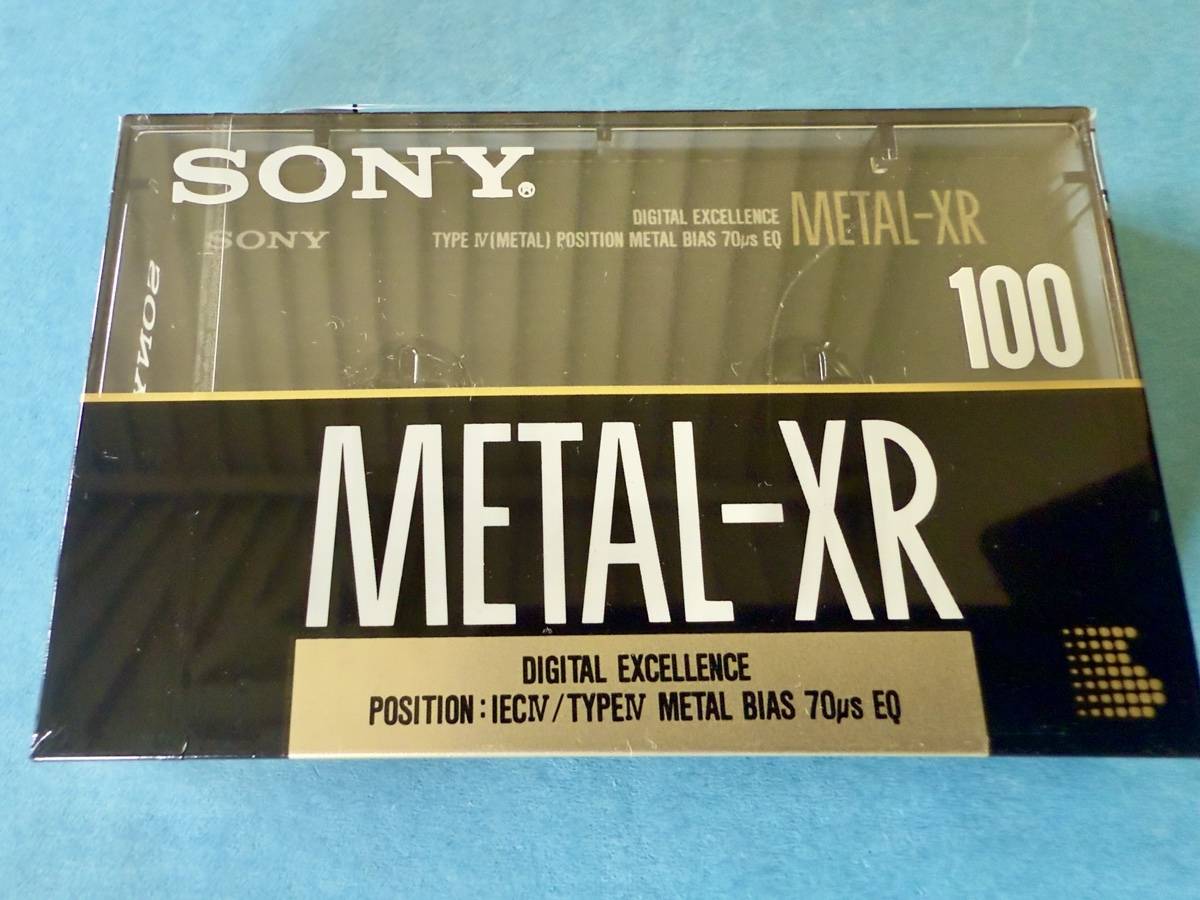 SONY®
DIGITAL EXCELLENCE METAL-XR
TYPE Ⅳ(METAL) POSITION METAL BIAS 70μs EQ
SONY
SONY
100
METAL-XR
DIGITAL EXCELLENCE
POSITION:IECⅣ/TYPEⅣ METAL BIAS 70μs EQ